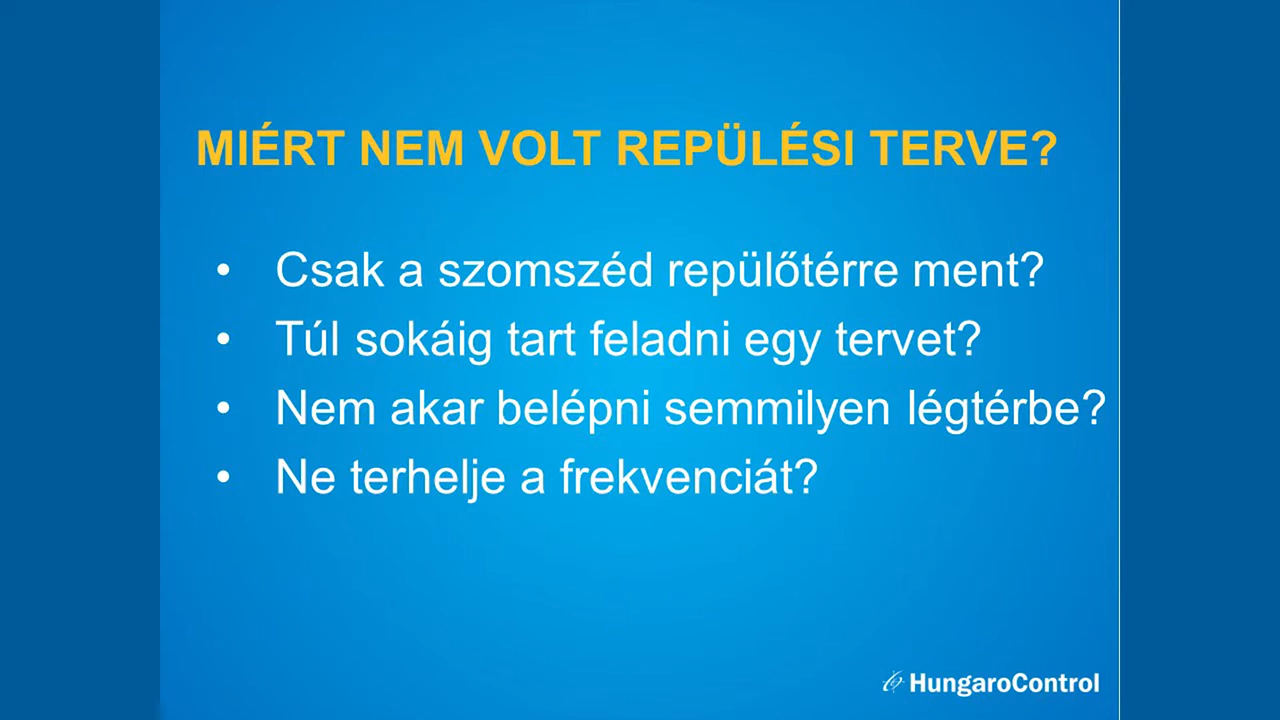 MIÉRT NEM VOLT REPÜLÉSI TERVE?
• Csak a szomszéd repülőtérre ment?
• Túl sokáig tart feladni egy tervet?
• Nem akar belépni semmilyen légtérbe?
• Ne terhelje a frekvenciát?
HungaroControl